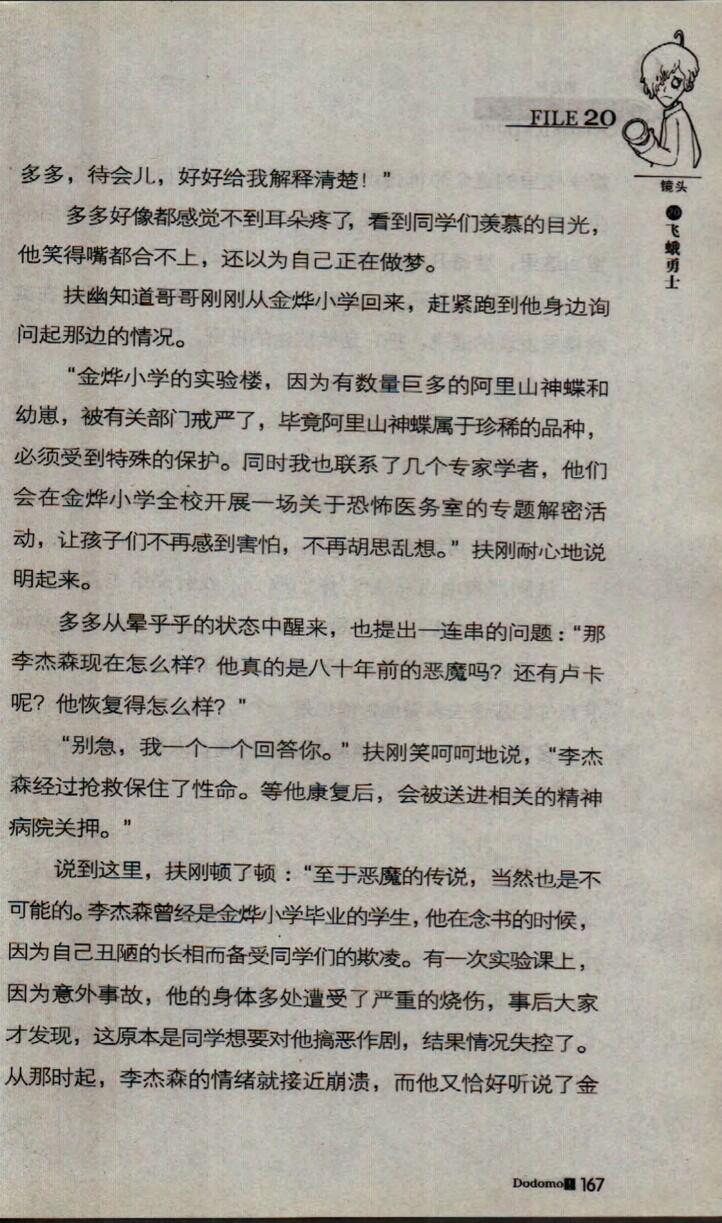 FILE 20
镜头
20
飞蛾勇士
多多，待会儿，好好给我解释清楚！”
多多好像都感觉不到耳朵疼了，看到同学们羡慕的目光，
他笑得嘴都合不上，还以为自己正在做梦。
扶幽知道哥哥刚刚从金烨小学回来，赶紧跑到他身边询
问起那边的情况。
“金烨小学的实验楼，因为有数量巨多的阿里山神蝶和
幼崽，被有关部门戒严了，毕竟阿里山神蝶属于珍稀的品种，
必须受到特殊的保护。同时我也联系了几个专家学者，他们
会在金烨小学全校开展一场关于恐怖医务室的专题解密活
动，让孩子们不再感到害怕，不再胡思乱想。”扶刚耐心地说
明起来。
多多从晕乎乎的状态中醒来，也提出一连串的问题：“那
李杰森现在怎么样？他真的是八十年前的恶魔吗？还有卢卡
呢？他恢复得怎么样？”
“别急，我一个一个回答你。”扶刚笑呵呵地说，“李杰
森经过抢救保住了性命。等他康复后，会被送进相关的精神
病院关押。”
说到这里，扶刚顿了顿：“至于恶魔的传说，当然也是不
可能的。李杰森曾经是金烨小学毕业的学生，他在念书的时候，
因为自己丑陋的长相而备受同学们的欺凌。有一次实验课上，
因为意外事故，他的身体多处遭受了严重的烧伤，事后大家
才发现，这原本是同学想要对他搞恶作剧，结果情况失控了。
从那时起，李杰森的情绪就接近崩溃，而他又恰好听说了金
Dodomo 1 167